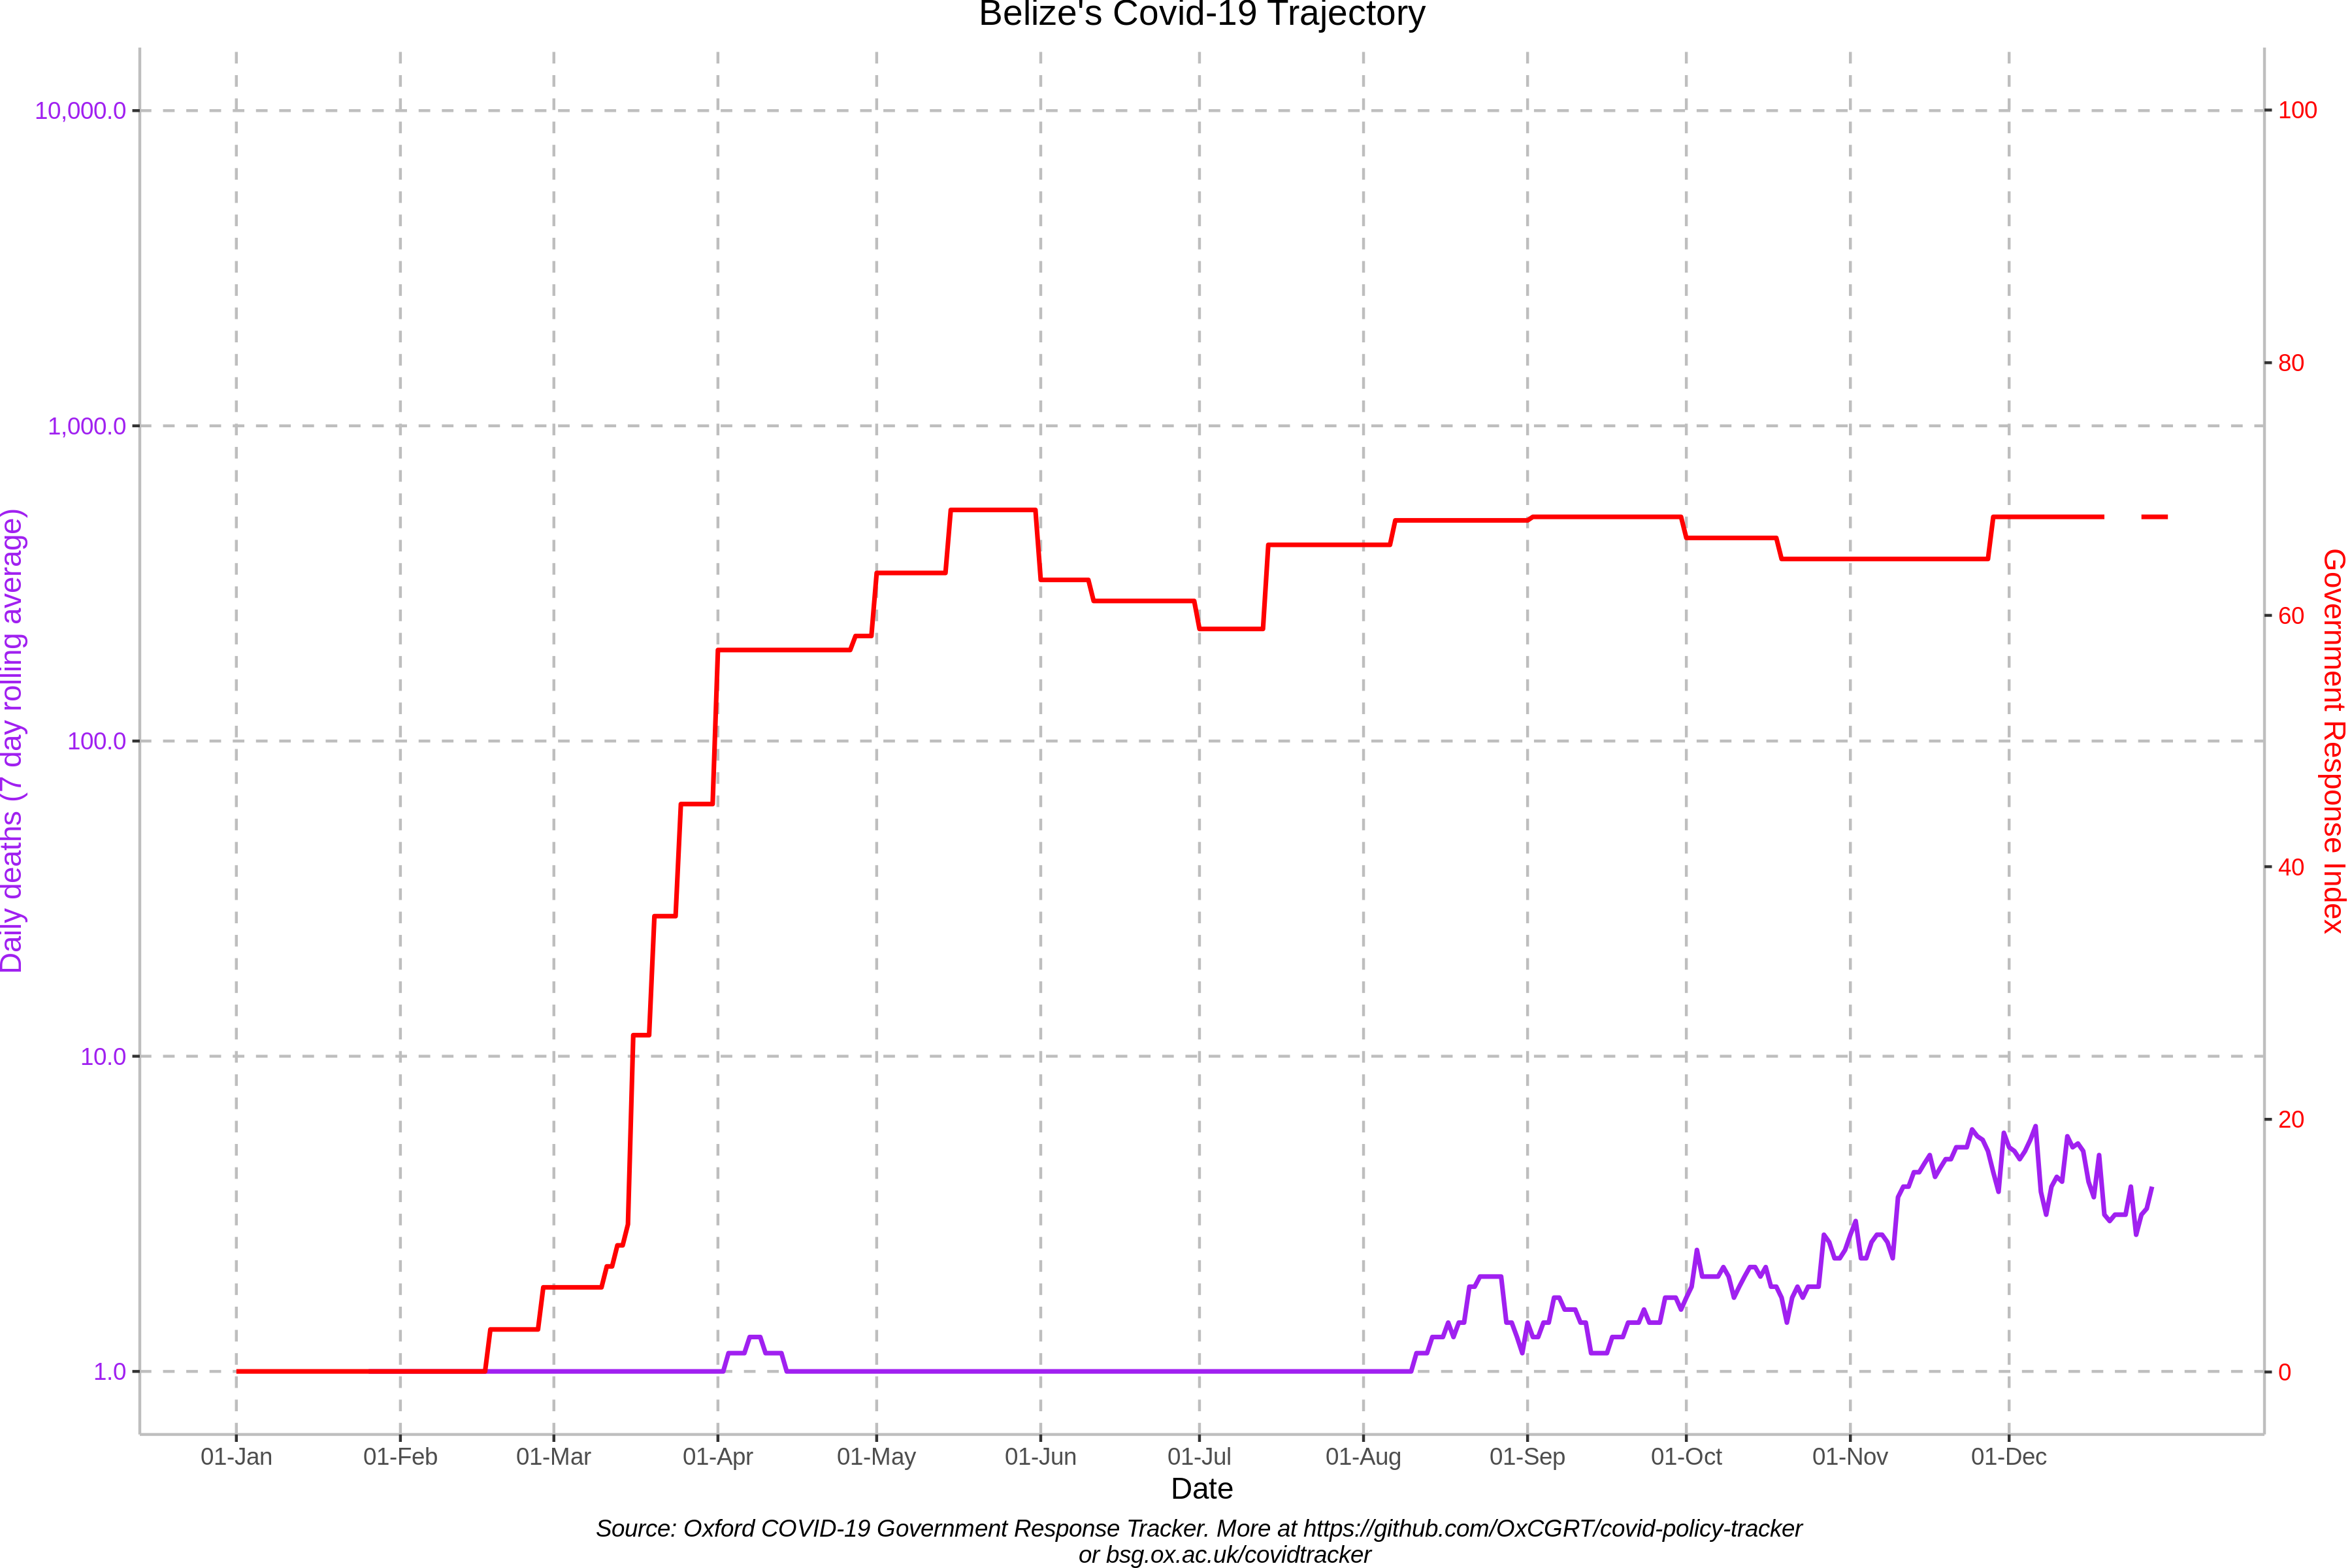 Belize's Covid-19 Trajectory
10,000.0
1,000.0
100.0
10.0
1.0
Daily deaths (7 day rolling average)
100
80
60
40
20
0
Government Response Index
01-Jan 01-Feb 01-Mar 01-Apr 01-May 01-Jun 01-Jul 01-Aug 01-Sep 01-Oct 01-Nov 01-Dec
Date
Source: Oxford COVID-19 Government Response Tracker. More at https://github.com/OxCGRT/covid-policy-tracker
or bsg.ox.ac.uk/covidtracker